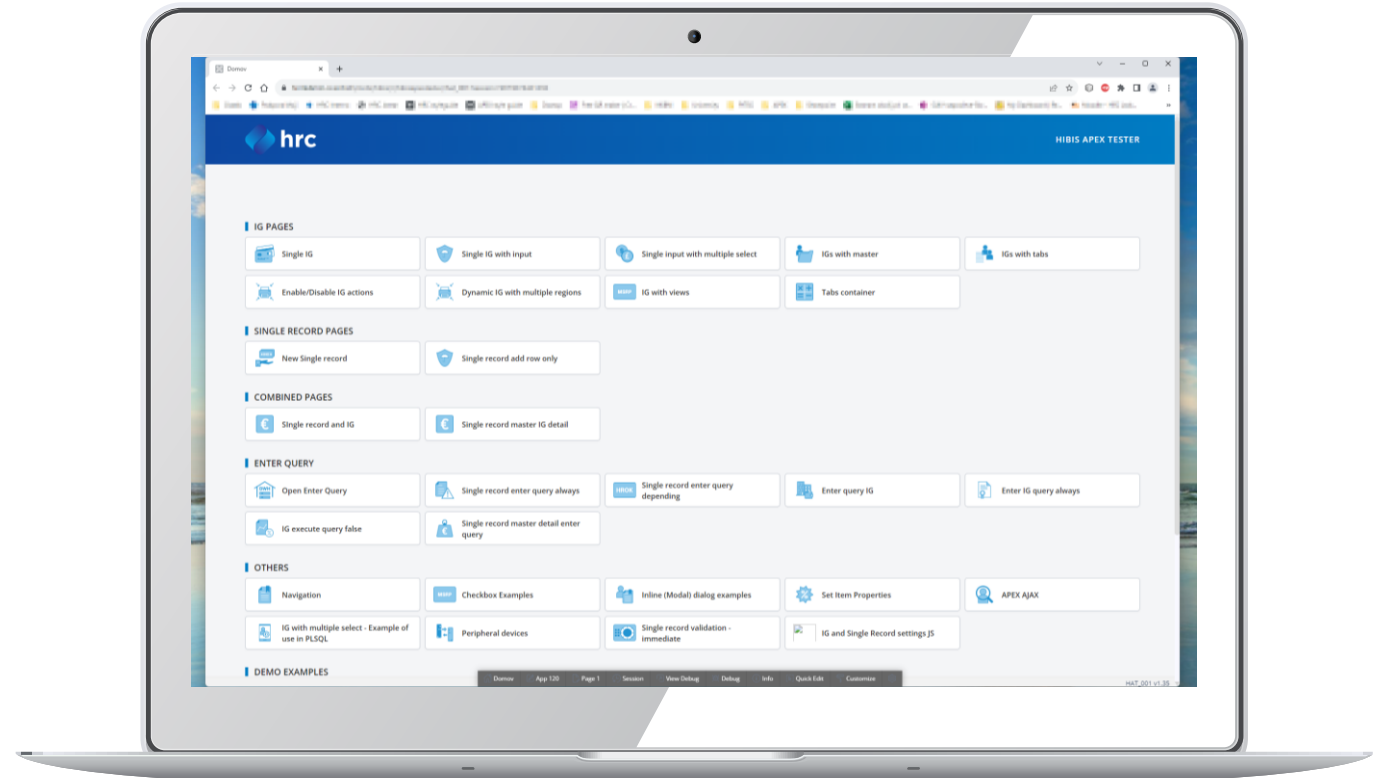 Domov
hrc
HIBIS APEX TESTER
IG PAGES
Single IG
Single IG with input
Single input with multiple select
IGs with master
IGs with tabs
Enable/Disable IG actions
Dynamic IG with multiple regions
IG with views
Tabs container
SINGLE RECORD PAGES
New Single record
Single record add row only
COMBINED PAGES
Single record and IG
Single record master IG detail
ENTER QUERY
Open Enter Query
Single record enter query always
Single record enter query
depending
Enter query IG
Enter IG query always
IG execute query false
Single record master detail enter
query
OTHERS
Navigation
Checkbox Examples
Inline (Modal) dialog examples
Set Item Properties
APEX AJAX
IG with multiple select - Example of
use in PLSQL
Peripheral devices
Single record validation -
immediate
IG and Single Record settings JS
DEMO EXAMPLES
Domov App 120 Page 1 Session View Debug Debug Info Quick Edit Customize
HAT_001 v1.35